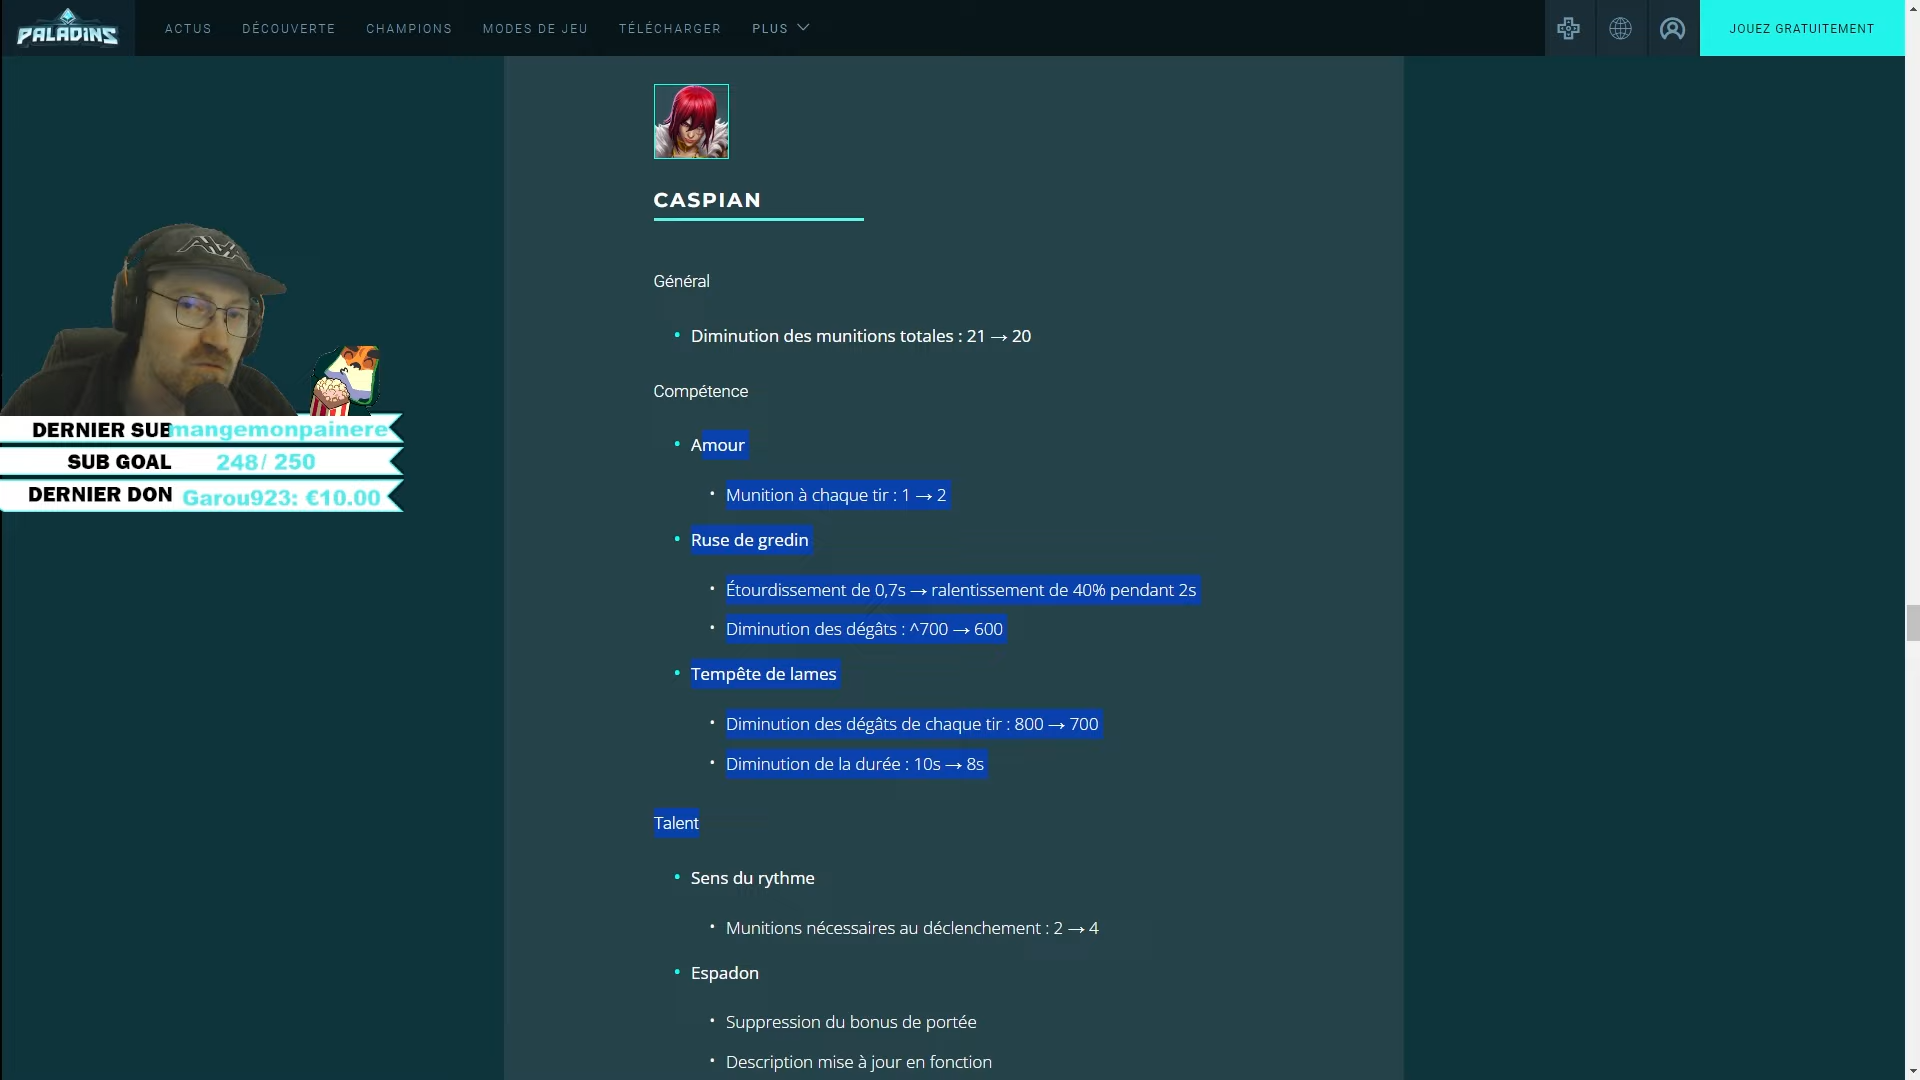 PALADINS
ACTUS DÉCOUVERTE CHAMPIONS MODES DE JEU TÉLÉCHARGER PLUS JOUEZ GRATUITEMENT
CASPIAN
Général
• Diminution des munitions totales : 21 → 20
Compétence
• Amour
• Munition à chaque tir : 1 → 2
• Ruse de gredin
• Étourdissement de 0,7s → ralentissement de 40% pendant 2s
• Diminution des dégâts : ^700 → 600
• Tempête de lames
• Diminution des dégâts de chaque tir : 800 → 700
• Diminution de la durée : 10s → 8s
Talent
• Sens du rythme
• Munitions nécessaires au déclenchement : 2 → 4
• Espadon
• Suppression du bonus de portée
• Description mise à jour en fonction
DERNIER SUB mangemonpainere
SUB GOAL 248/ 250
DERNIER DON Garou923: €10.00